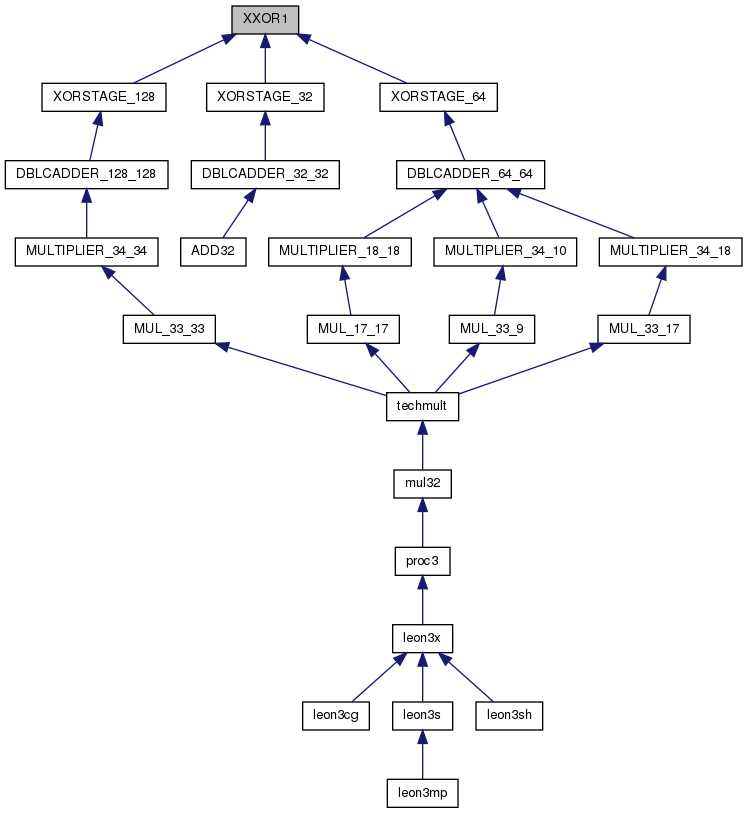 XXOR1
XORSTAGE_128
XORSTAGE_32
XORSTAGE_64
DBLCADDER_128_128
DBLCADDER_32_32
DBLCADDER_64_64
MULTIPLIER_34_34
ADD32
MULTIPLIER_18_18
MULTIPLIER_34_10
MULTIPLIER_34_18
MUL_33_33
MUL_17_17
MUL_33_9
MUL_33_17
techmult
mul32
proc3
leon3x
leon3cg
leon3s
leon3sh
leon3mp